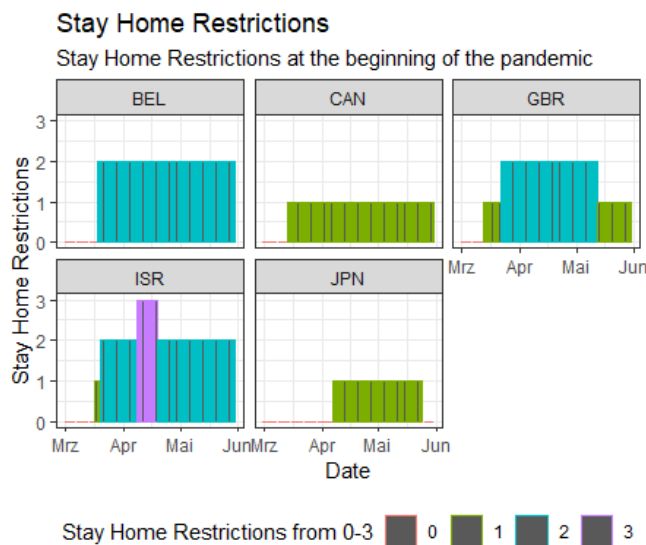 Stay Home Restrictions
Stay Home Restrictions at the beginning of the pandemic
BEL CAN GBR
3
2
1
0
Mrz Apr Mai Jun
ISR JPN
3
2
1
0
Mrz Apr Mai Jun Mrz Apr Mai Jun
Stay Home Restrictions
Date
Stay Home Restrictions from 0-3 0 1 2 3